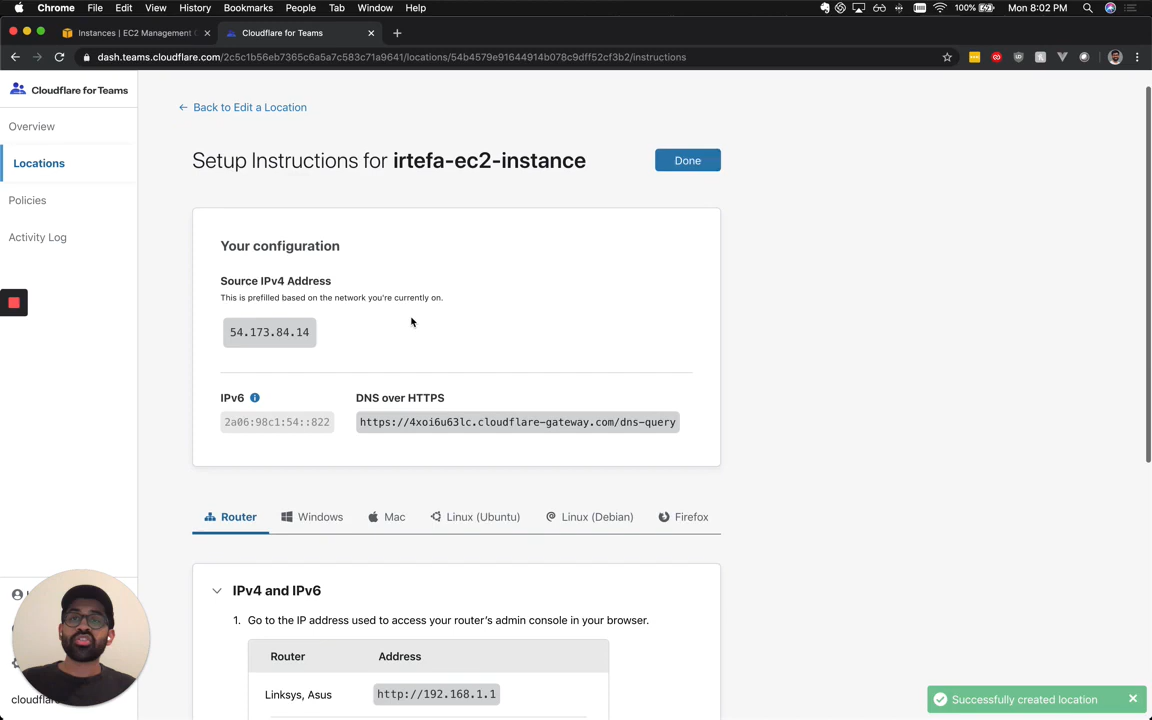 Chrome File Edit View History Bookmarks People Tab Window Help
100% Mon 8:02 PM
Instances | EC2 Management
Cloudflare for Teams
dash.teams.cloudflare.com/2c5c1b56eb7365c6a5a7c583c71a9641/locations/54b4579e91644914b078c9dff52cf3b2/instructions
Cloudflare for Teams
Overview
Locations
Policies
Activity Log
← Back to Edit a Location
Setup Instructions for irtefa-ec2-instance
Done
Your configuration
Source IPv4 Address
This is prefilled based on the network you're currently on.
54.173.84.14
IPv6 DNS over HTTPS
2a06:98c1:54::822 https://4xoi6u63lc.cloudflare-gateway.com/dns-query
Router Windows Mac Linux (Ubuntu) Linux (Debian) Firefox
IPv4 and IPv6
1. Go to the IP address used to access your router's admin console in your browser.
Router Address
Linksys, Asus http://192.168.1.1
Successfully created location